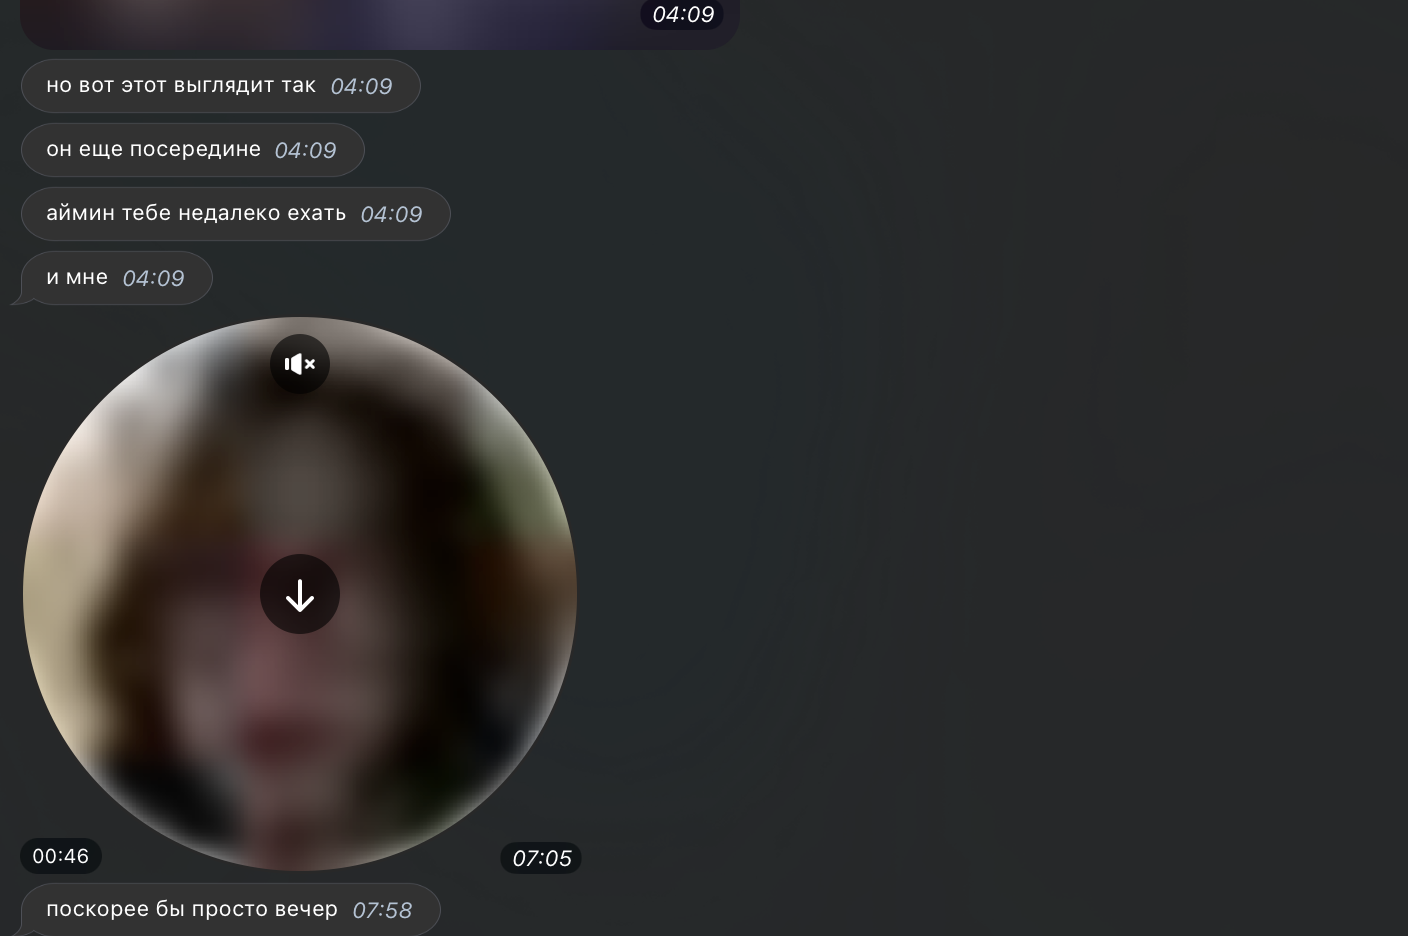 04:09
но вот этот выглядит так 04:09
он еще посередине 04:09
аймин тебе недалеко ехать 04:09
и мне 04:09
00:46
07:05
поскорее бы просто вечер 07:58